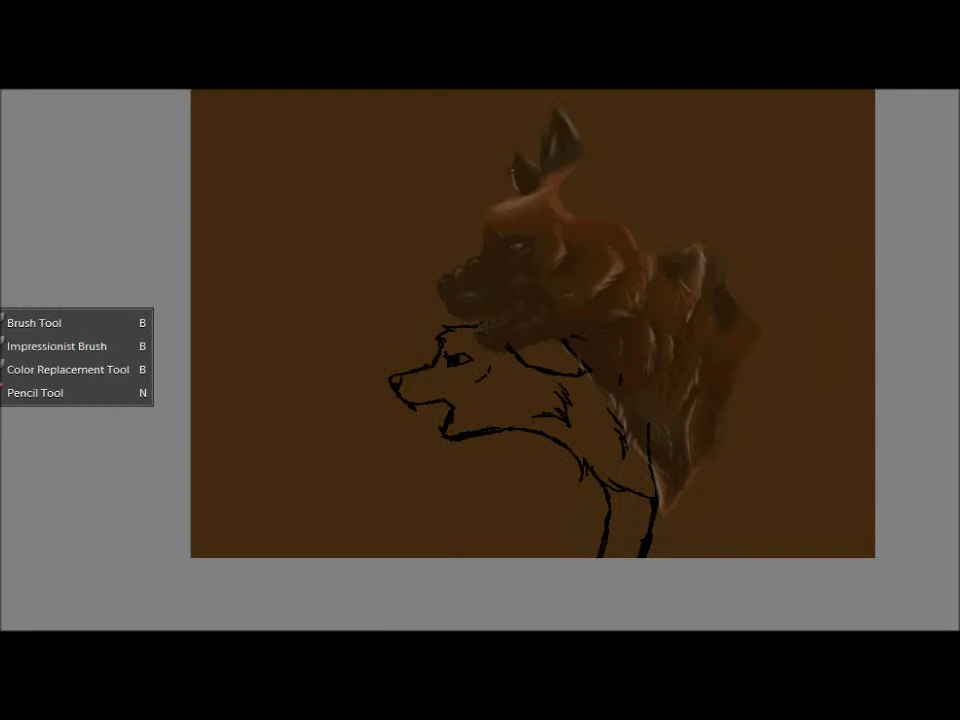 Brush Tool B
Impressionist Brush B
Color Replacement Tool B
Pencil Tool N